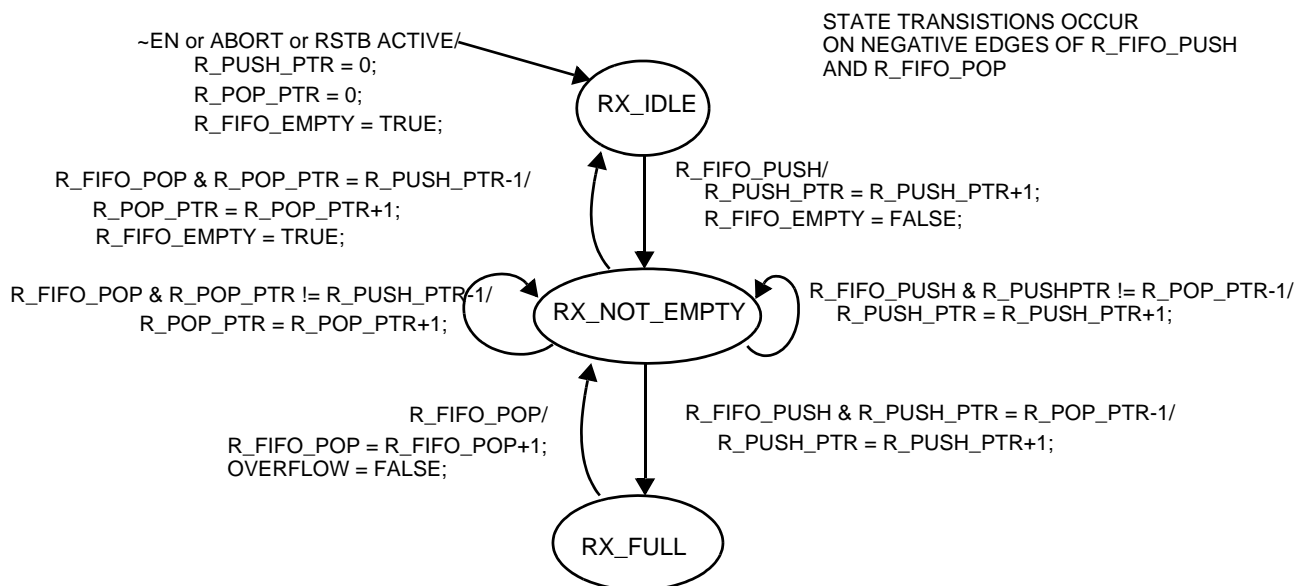 STATE TRANSISTIONS OCCUR
ON NEGATIVE EDGES OF R_FIFO_PUSH
AND R_FIFO_POP
~EN or ABORT or RSTB ACTIVE/
R_PUSH_PTR = 0;
R_POP_PTR = 0;
R_FIFO_EMPTY = TRUE;
RX_IDLE
R_FIFO_POP & R_POP_PTR = R_PUSH_PTR-1/
R_POP_PTR = R_POP_PTR+1;
R_FIFO_EMPTY = TRUE;
R_FIFO_PUSH/
R_PUSH_PTR = R_PUSH_PTR+1;
R_FIFO_EMPTY = FALSE;
R_FIFO_POP & R_POP_PTR != R_PUSH_PTR-1/
R_POP_PTR = R_POP_PTR+1;
RX_NOT_EMPTY
R_FIFO_PUSH & R_PUSHPTR != R_POP_PTR-1/
R_PUSH_PTR = R_PUSH_PTR+1;
R_FIFO_POP/
R_FIFO_POP = R_FIFO_POP+1;
OVERFLOW = FALSE;
R_FIFO_PUSH & R_PUSH_PTR = R_POP_PTR-1/
R_PUSH_PTR = R_PUSH_PTR+1;
RX_FULL